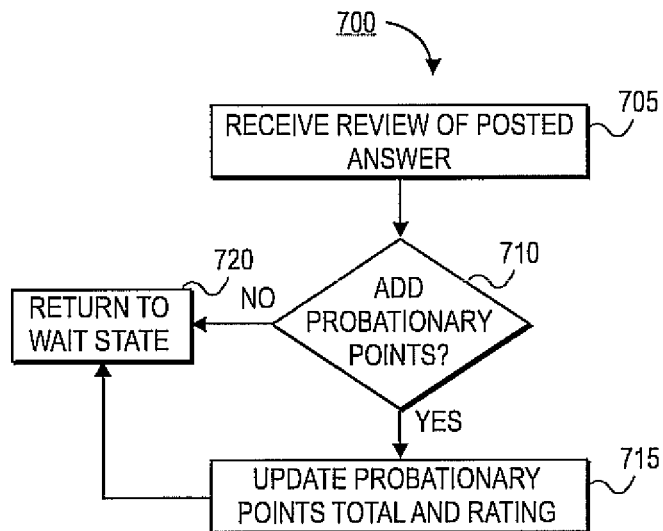 700
RECEIVE REVIEW OF POSTED
ANSWER
705
710
ADD
PROBATIONARY
POINTS?
720
NO
RETURN TO
WAIT STATE
YES
UPDATE PROBATIONARY
POINTS TOTAL AND RATING
715